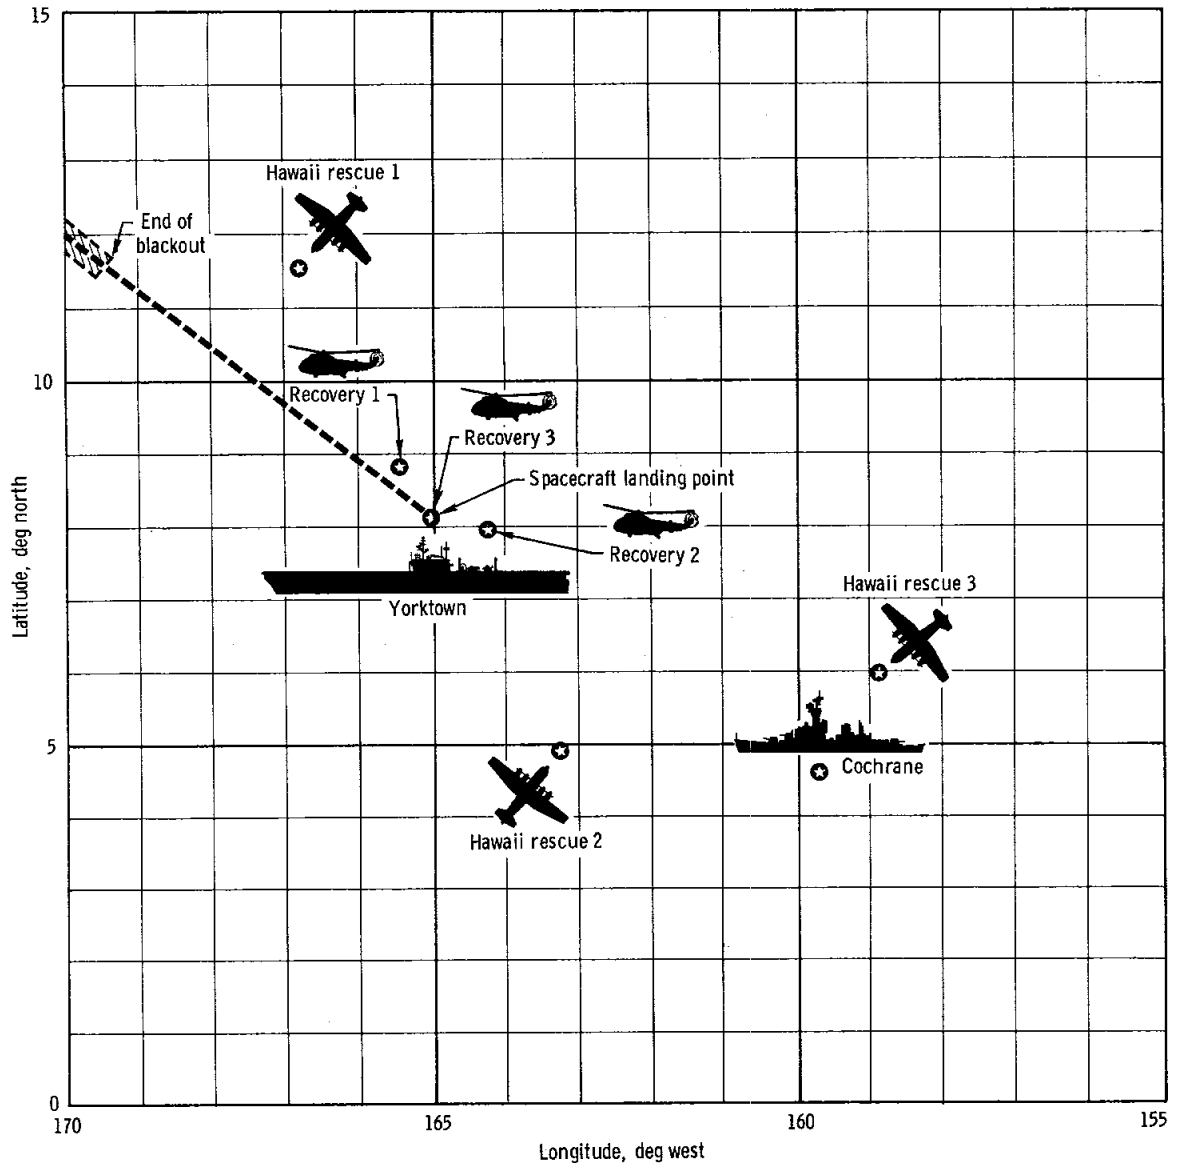 15
Hawaii rescue 1
End of
blackout
10
Recovery 1
Recovery 3
Spacecraft landing point
Recovery 2
Yorktown
Hawaii rescue 3
5
Cochrane
Hawaii rescue 2
0
170
165
160
155
Longitude, deg west
Latitude, deg north